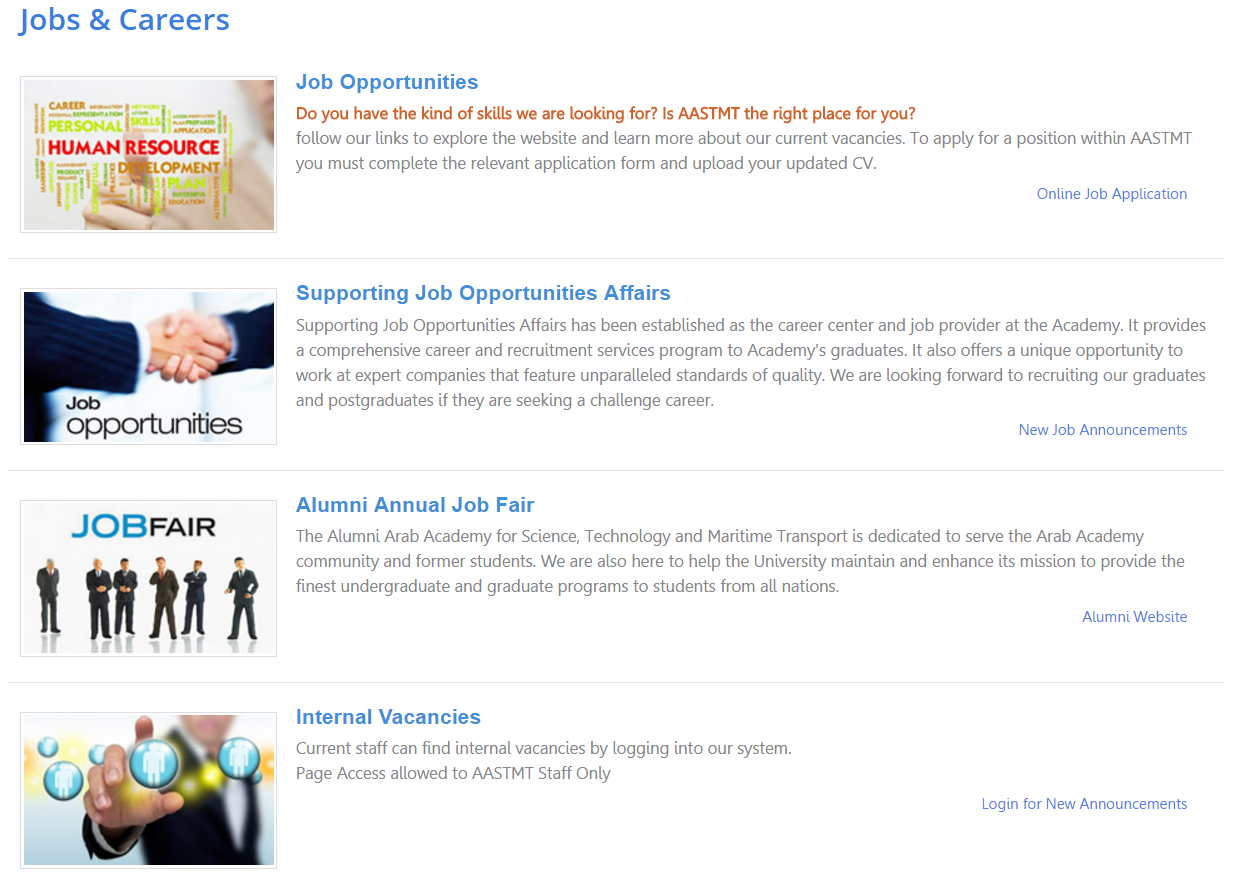 Jobs & Careers
CAREER
PERSONAL
SKILLS
HUMAN RESOURCE
DEVELOPMENT
PLAN
Job Opportunities
Do you have the kind of skills we are looking for? Is AASTMT the right place for you?
follow our links to explore the website and learn more about our current vacancies. To apply for a position within AASTMT
you must complete the relevant application form and upload your updated CV.
Online Job Application
Job
opportunities
Supporting Job Opportunities Affairs
Supporting Job Opportunities Affairs has been established as the career center and job provider at the Academy. It provides
a comprehensive career and recruitment services program to Academy's graduates. It also offers a unique opportunity to
work at expert companies that feature unparalleled standards of quality. We are looking forward to recruiting our graduates
and postgraduates if they are seeking a challenge career.
New Job Announcements
JOBFAIR
Alumni Annual Job Fair
The Alumni Arab Academy for Science, Technology and Maritime Transport is dedicated to serve the Arab Academy
community and former students. We are also here to help the University maintain and enhance its mission to provide the
finest undergraduate and graduate programs to students from all nations.
Alumni Website
Internal Vacancies
Current staff can find internal vacancies by logging into our system.
Page Access allowed to AASTMT Staff Only
Login for New Announcements